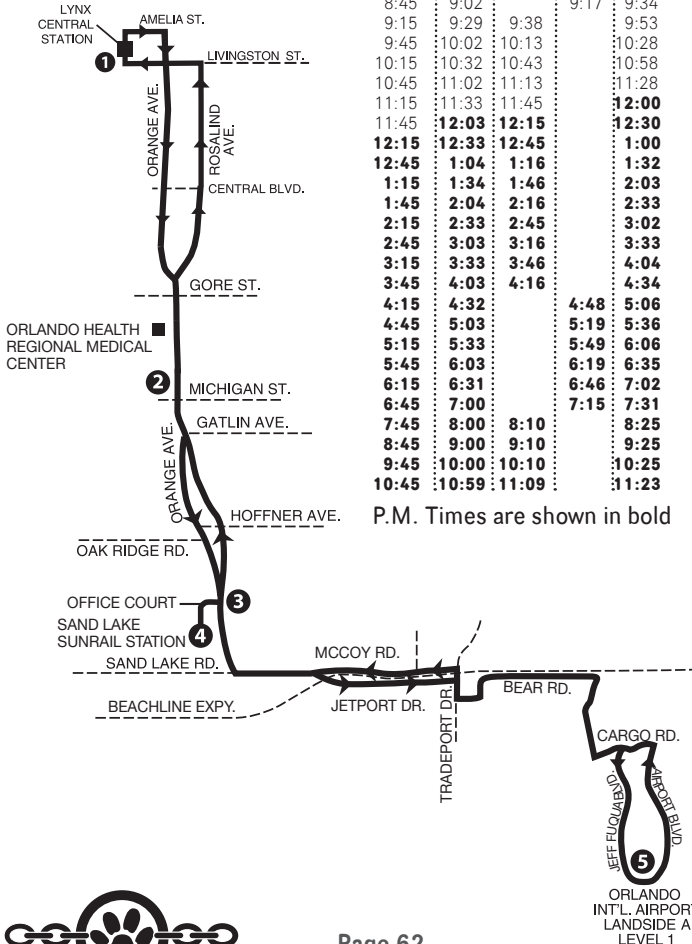 8:45 9:02 9:17 9:34
9:15 9:29 9:38 9:53
9:45 10:02 10:13 10:28
10:15 10:32 10:43 10:58
10:45 11:02 11:13 11:28
11:15 11:33 11:45 12:00
11:45 12:03 12:15 12:30
12:15 12:33 12:45 1:00
12:45 1:04 1:16 1:32
1:15 1:34 1:46 2:03
1:45 2:04 2:16 2:33
2:15 2:33 2:45 3:02
2:45 3:03 3:16 3:33
3:15 3:33 3:46 4:04
3:45 4:03 4:16 4:34
4:15 4:32 4:48 5:06
4:45 5:03 5:19 5:36
5:15 5:33 5:49 6:06
5:45 6:03 6:19 6:35
6:15 6:31 6:46 7:02
6:45 7:00 7:15 7:31
7:45 8:00 8:10 8:25
8:45 9:00 9:10 9:25
9:45 10:00 10:10 10:25
10:45 10:59 11:09 11:23
P.M. Times are shown in bold
LYNX
CENTRAL
STATION
AMELIA ST.
1
LIVINGSTON ST.
ORANGE AVE.
ROSALIND
AVE.
CENTRAL BLVD.
GORE ST.
ORLANDO HEALTH
REGIONAL MEDICAL
CENTER
2
MICHIGAN ST.
GATLIN AVE.
ORANGE AVE.
HOFFNER AVE.
OAK RIDGE RD.
OFFICE COURT
3
SAND LAKE
SUNRAIL STATION
4
SAND LAKE RD.
MCCOY RD.
BEACHLINE EXPY.
JETPORT DR.
TRADEPORT DR.
BEAR RD.
CARGO RD.
JEFF FUQUA BLVD.
AIRPORT BLVD.
5
ORLANDO
INT'L. AIRPORT
LANDSIDE A
LEVEL 1
Page 62